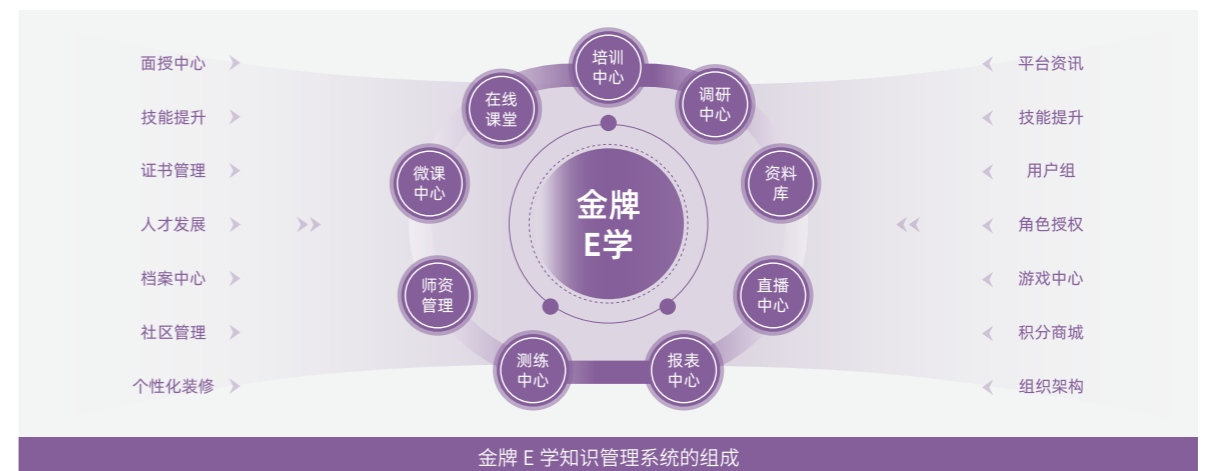 面授中心
技能提升
证书管理
人才发展
档案中心
社区管理
个性化装修
培训
中心
在线
课堂
调研
中心
微课
中心
资料
库
金牌
E学
师资
管理
直播
中心
测练
中心
报表
中心
平台资讯
技能提升
用户组
角色授权
游戏中心
积分商城
组织架构
金牌 E 学知识管理系统的组成